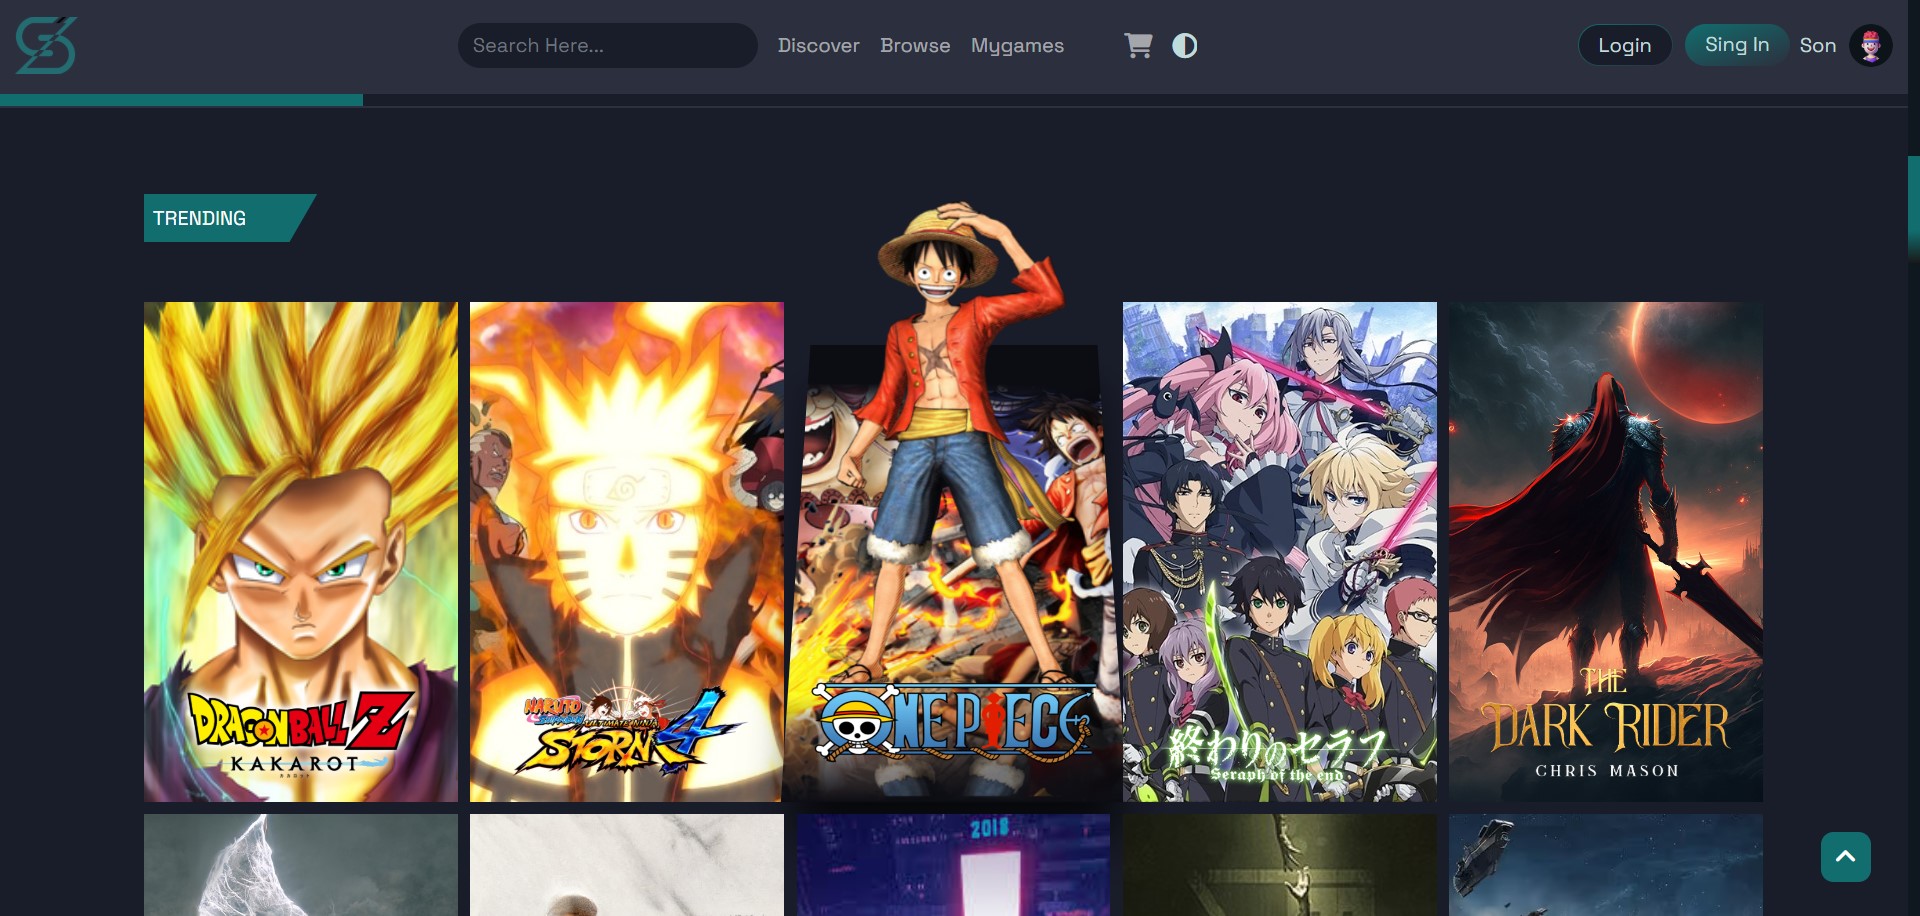 Search Here...
Discover
Browse
Mygames
Login
Sing In
Son
TRENDING
DRAGON BALL Z
KAKAROT
NARUTO
ULTIMATE NINJA
STORM 4
ONE PIECE
終わりのセラフ
Seraph of the end
THE
DARK RIDER
CHRIS MASON
2018